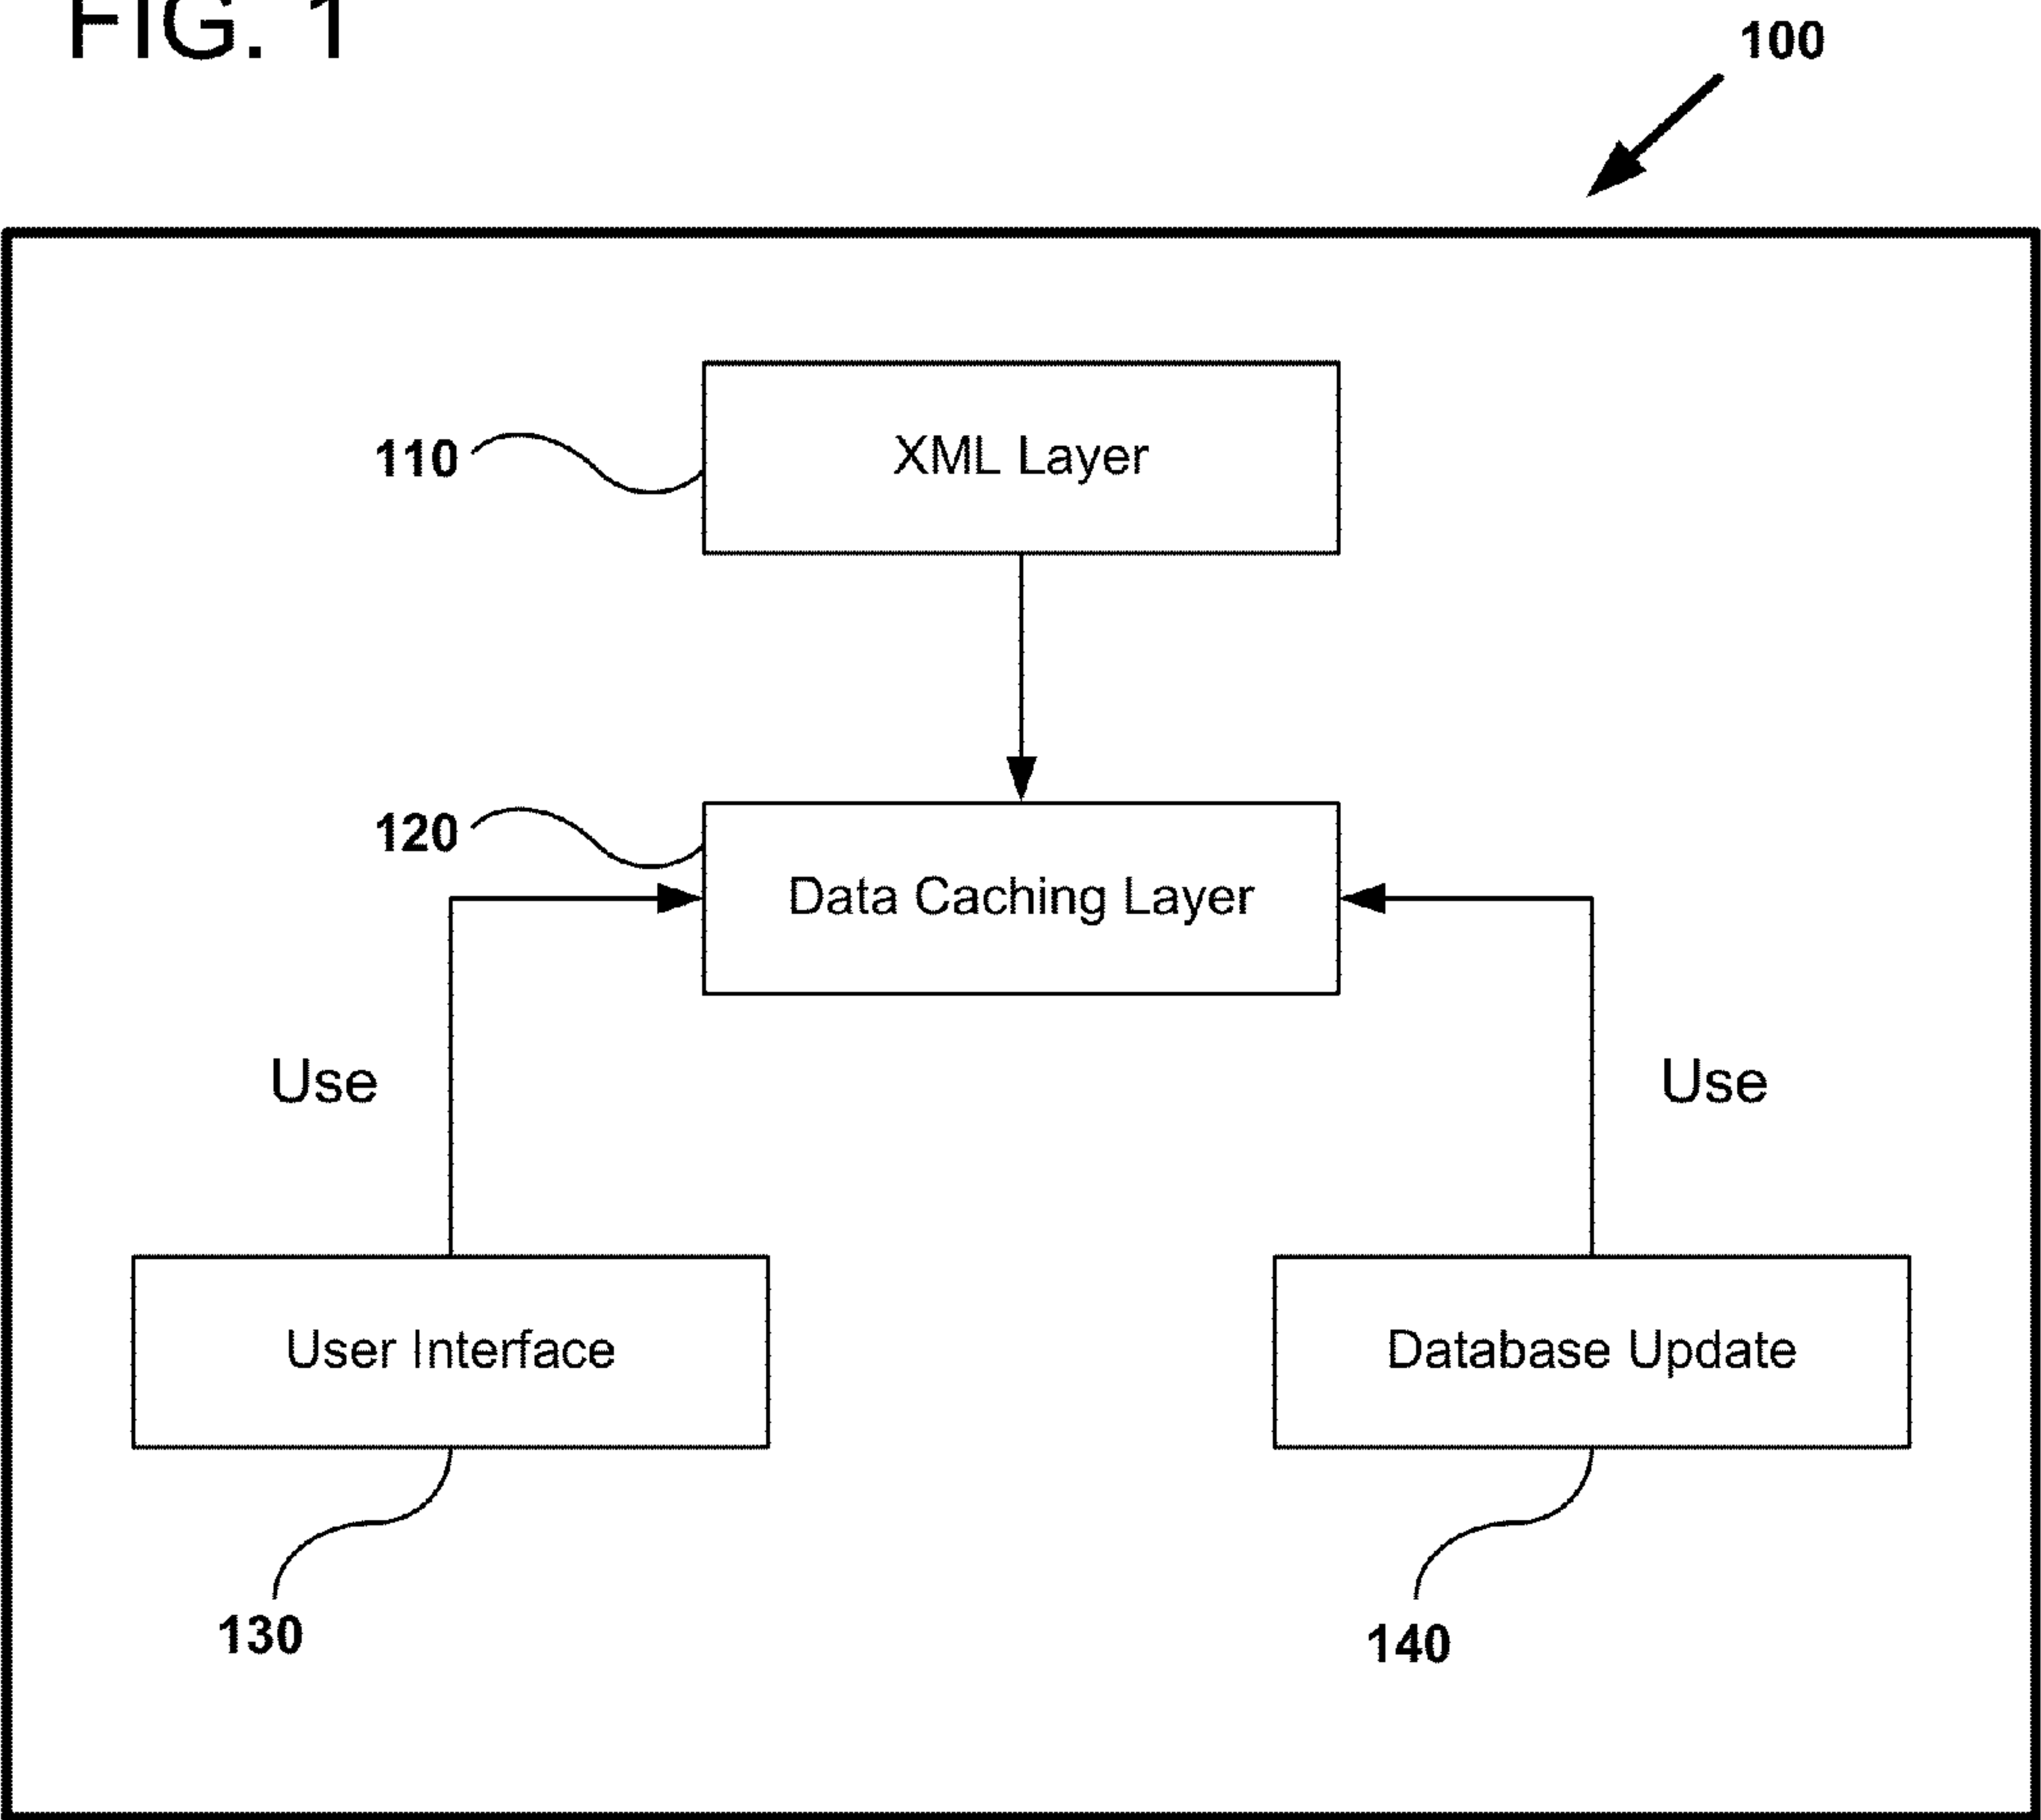 FIG. 1
100
110
XML Layer
120
Data Caching Layer
Use
Use
User Interface
Database Update
130
140